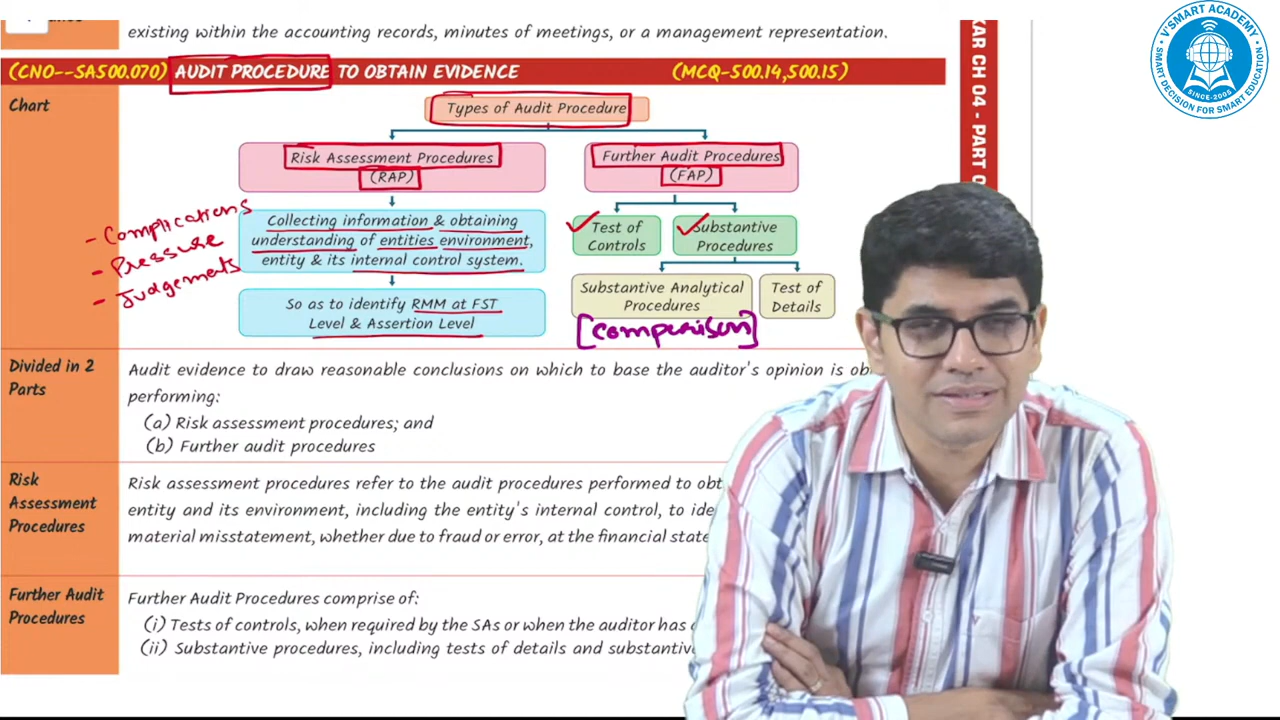 existing within the accounting records, minutes of meetings, or a management representation.
(CNO--SA500.070) AUDIT PROCEDURE TO OBTAIN EVIDENCE (MCQ-500.14,500.15)
Chart
Types of Audit Procedure
Risk Assessment Procedures
(RAP)
Further Audit Procedures
(FAP)
Collecting information & obtaining
understanding of entities environment,
entity & its internal control system.
So as to identify RMM at FST
Level & Assertion Level
- Complications
- Pressure
- Judgements
Test of
Controls
Substantive
Procedures
Substantive Analytical
Procedures
Test of
Details
[Comparison]
Divided in 2
Parts
Audit evidence to draw reasonable conclusions on which to base the auditor's opinion is
performing:
(a) Risk assessment procedures; and
(b) Further audit procedures
Risk
Assessment
Procedures
Risk assessment procedures refer to the audit procedures performed to
entity and its environment, including the entity's internal control, to
material misstatement, whether due to fraud or error, at the financial
Further Audit
Procedures
Further Audit Procedures comprise of:
(i) Tests of controls, when required by the SAs or when the auditor has
(ii) Substantive procedures, including tests of details and
CH 04 - PART
V'SMART ACADEMY
SMART DECISION FOR SMART EDUCATION
SINCE-2005